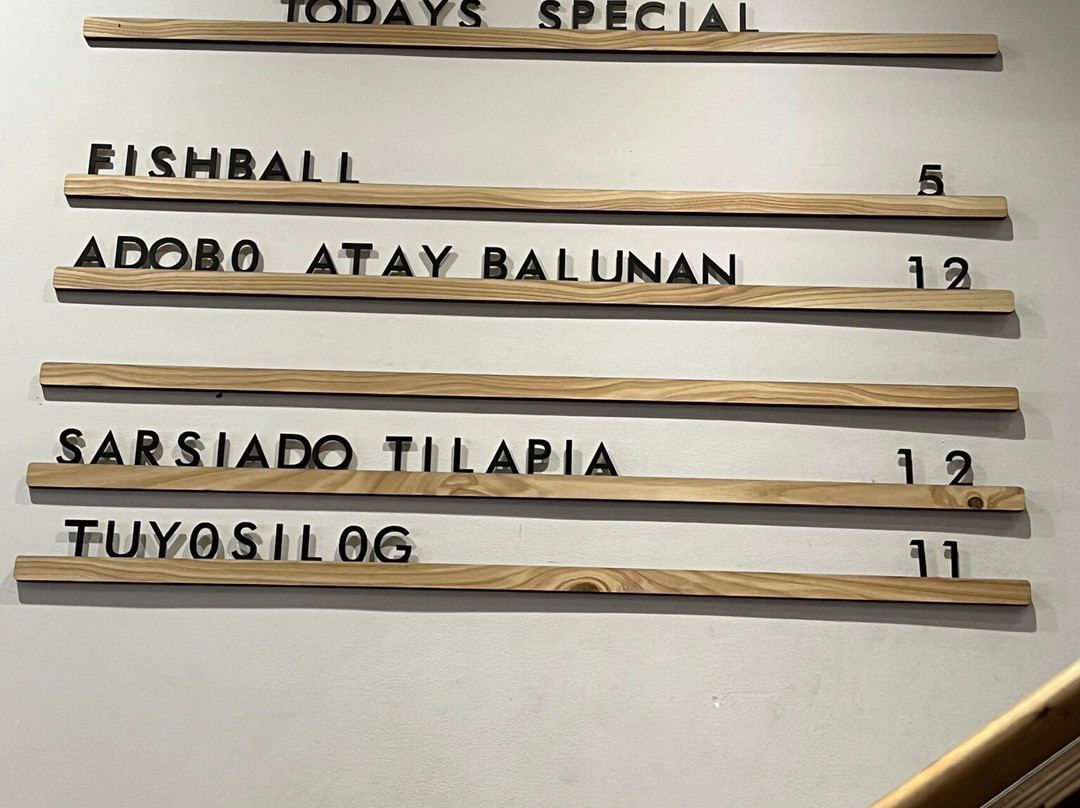 TODAYS SPECIAL
FISHBALL 5
ADOB0 ATAY BALUNAN 12
SARSIADO TILAPIA 12
TUY0SIL0G 11